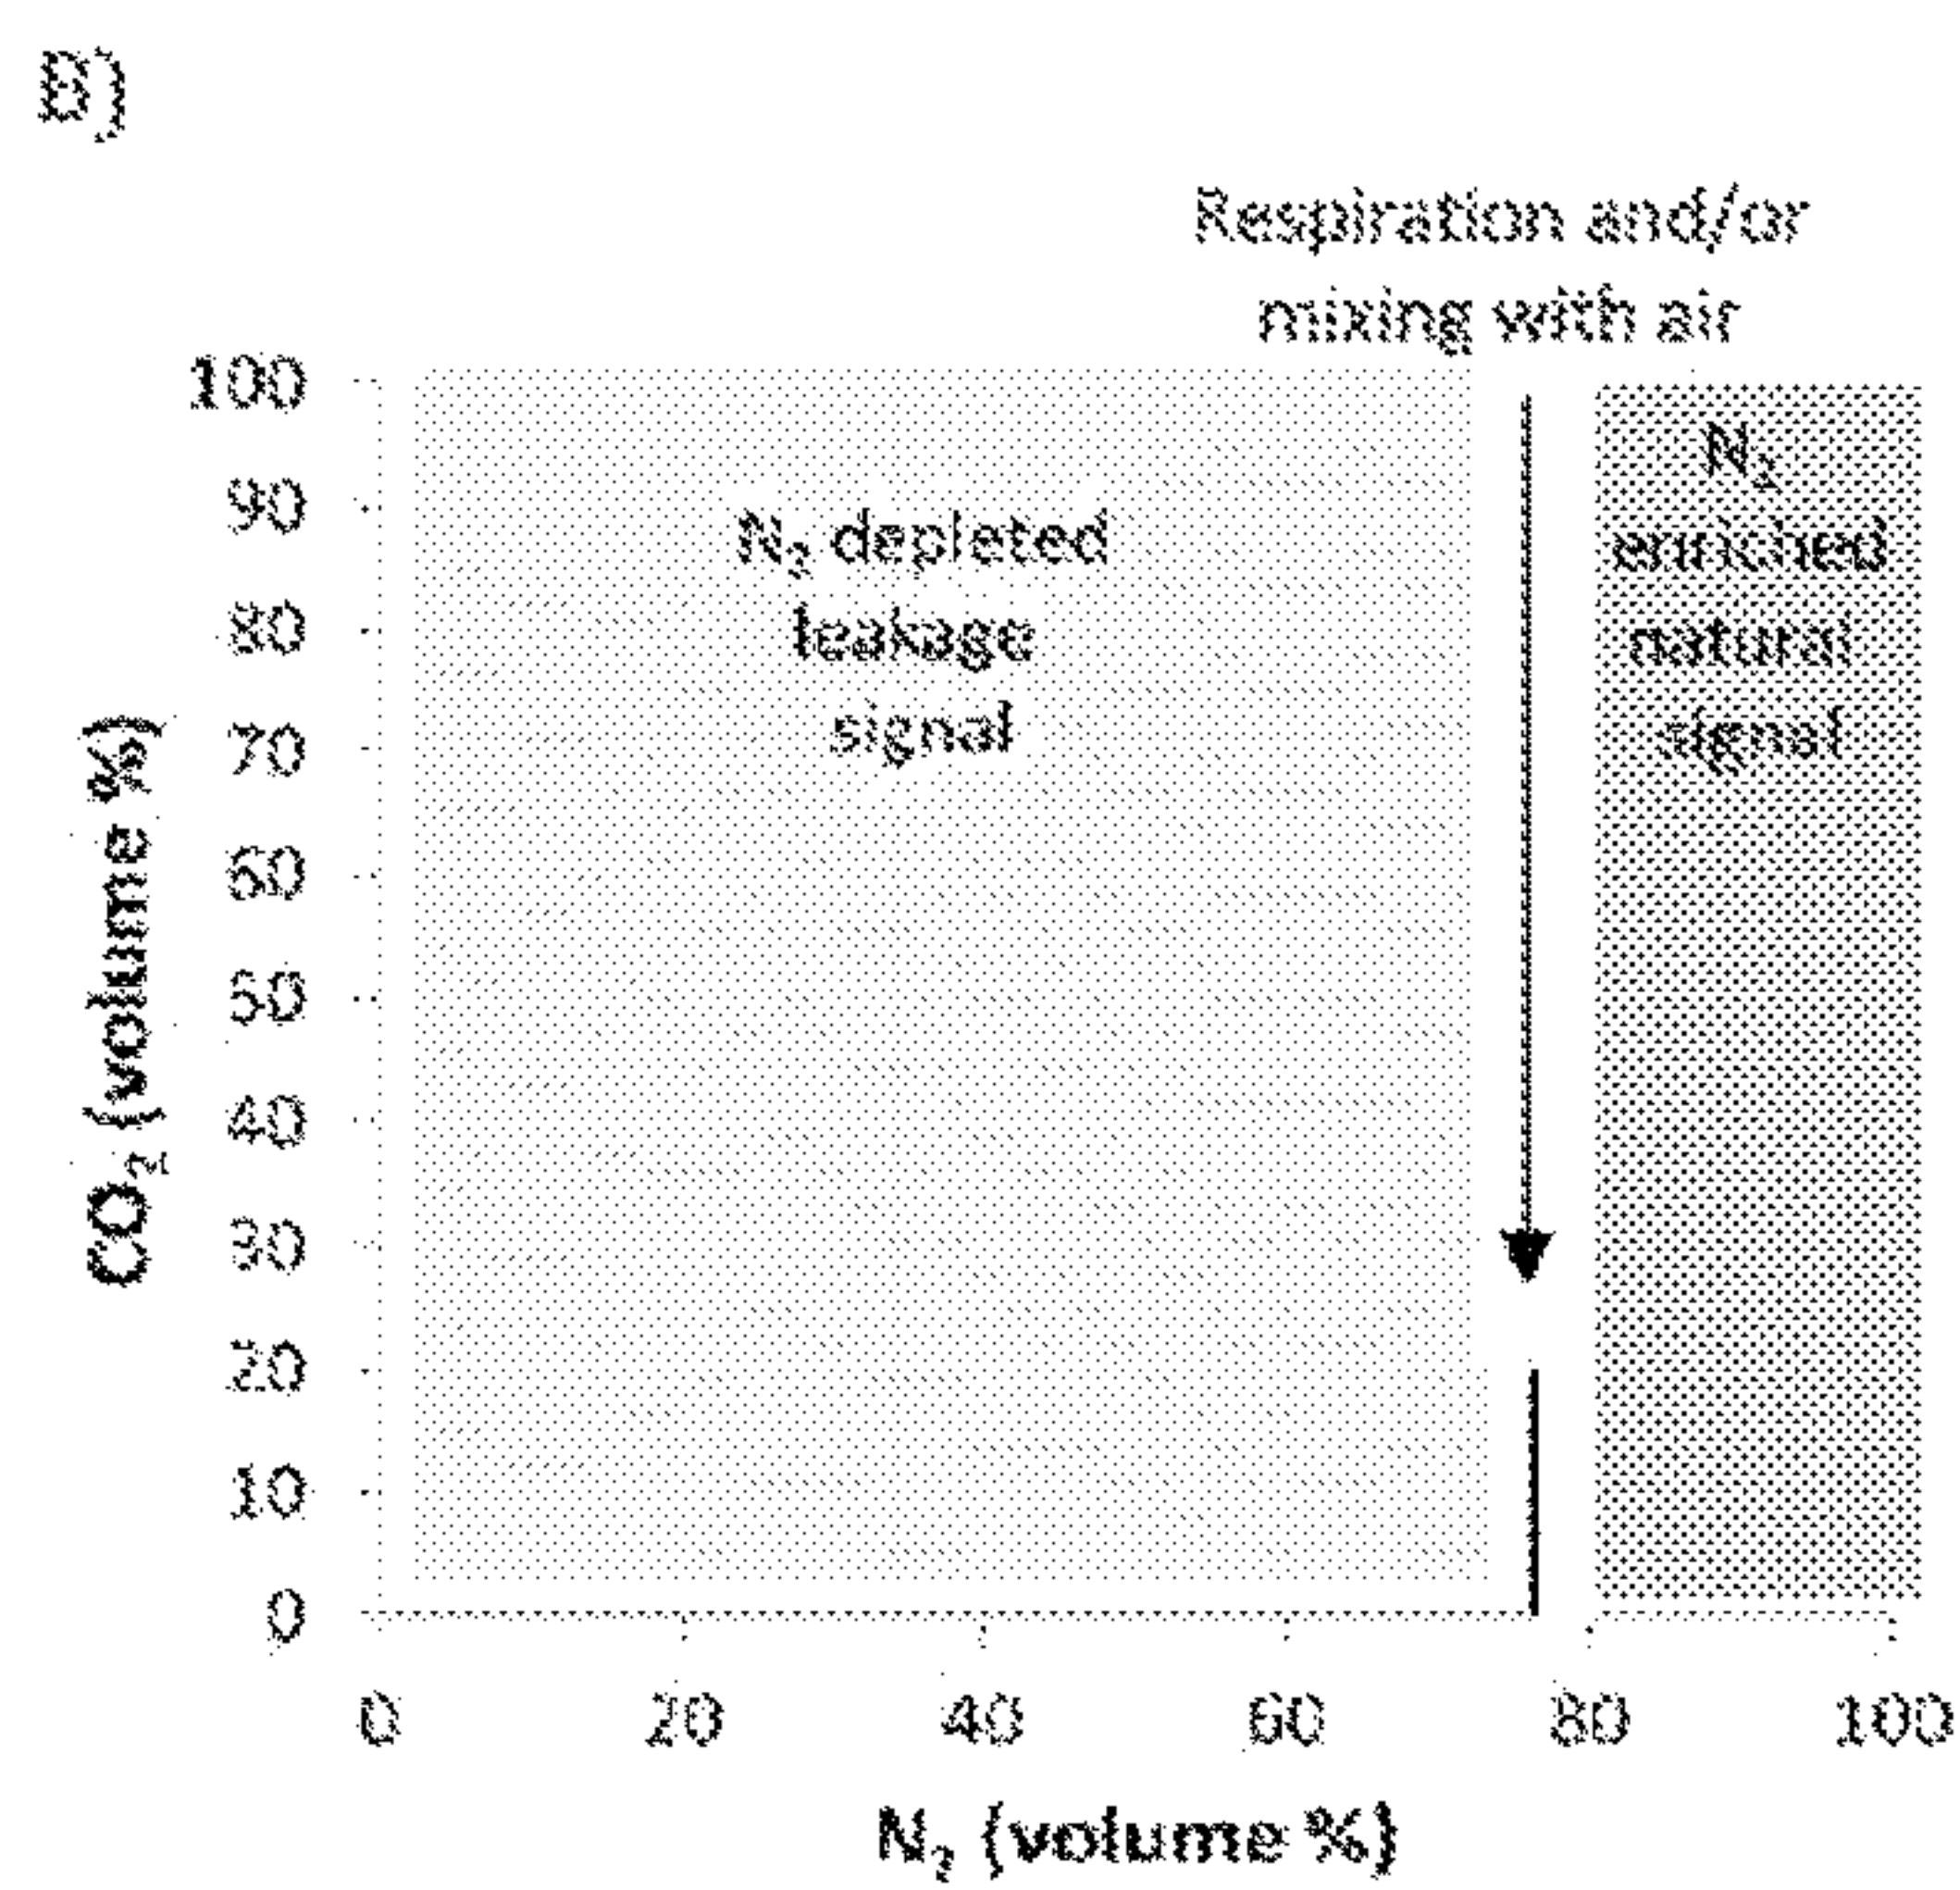 B)
Respiration and/or
mixing with air
100
90
80
70
60
50
40
30
20
10
0
CO₂ (volume %)
N₂ depleted
leakage
signal
N₂
enriched
natural
signal
0 20 40 60 80 100
N₂ (volume %)